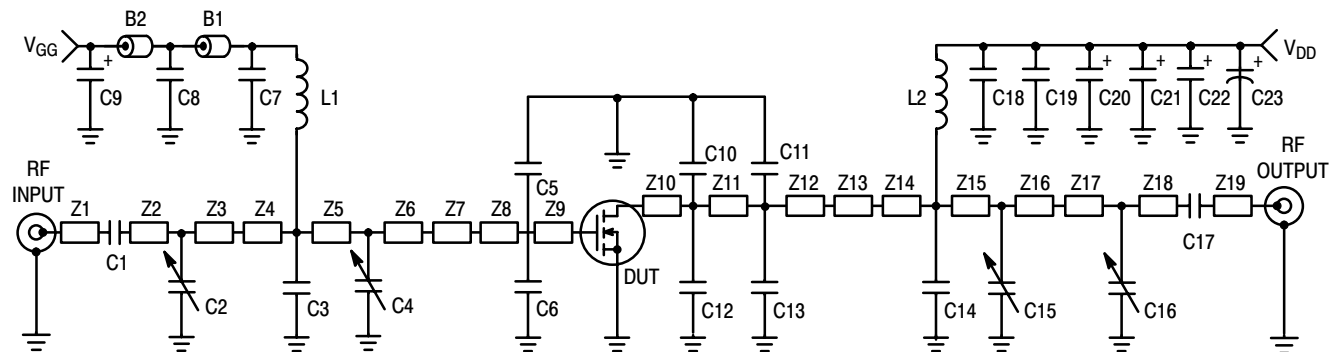 B2 B1
VGG VDD
+ + + + +
C9 C8 C7 L1 L2 C18 C19 C20 C21 C22 C23
C10 C11
RF
INPUT
RF
OUTPUT
C5
Z1 Z2 Z3 Z4 Z5 Z6 Z7 Z8 Z9 Z10 Z11 Z12 Z13 Z14 Z15 Z16 Z17 Z18 Z19
C1 C17
DUT
C2 C3 C4 C6 C12 C13 C14 C15 C16